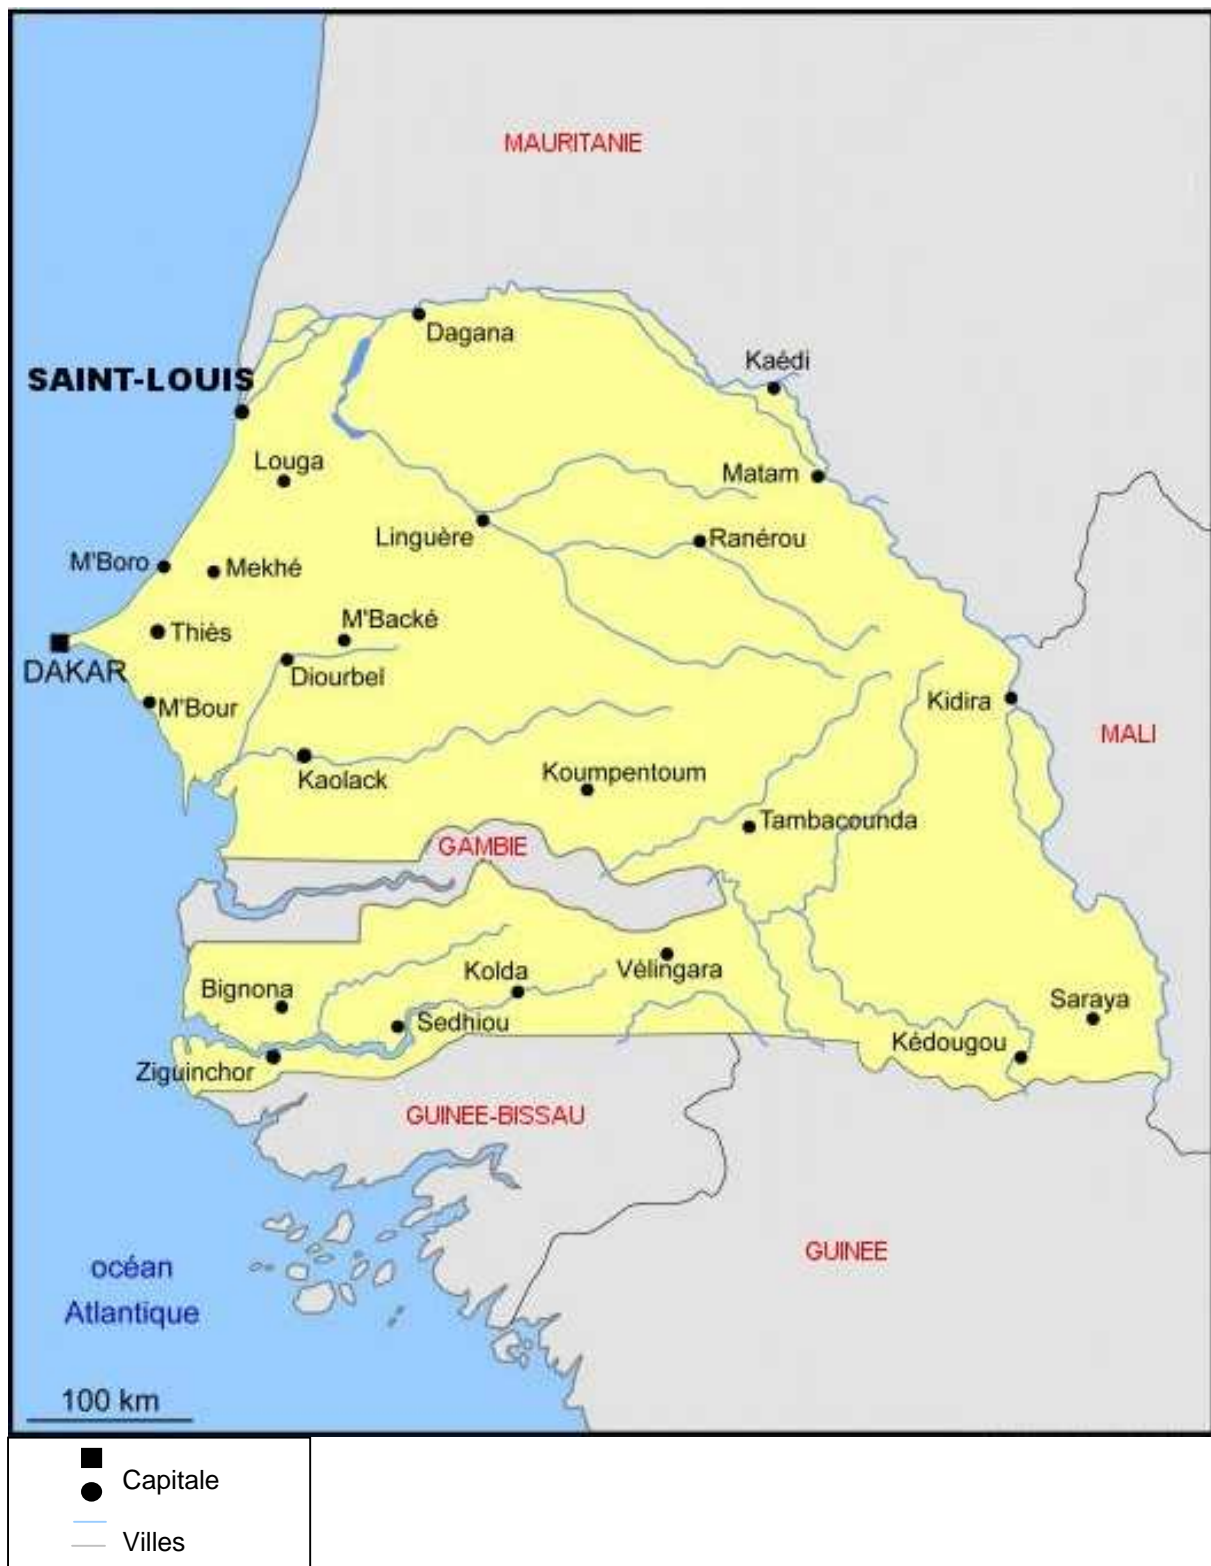 MAURITANIE
Dagana
Kaédi
SAINT-LOUIS
Louga
Matam
Linguère
Ranérou
M'Boro
Mekhé
M'Backé
Thiès
DAKAR
Diourbel
Kidira
M'Bour
MALI
Kaolack
Koumpentoum
Tambacounda
GAMBIE
Kolda
Vélingara
Bignona
Saraya
Sedhiou
Kédougou
Ziguinchor
GUINEE-BISSAU
GUINEE
océan
Atlantique
100 km
Capitale
Villes